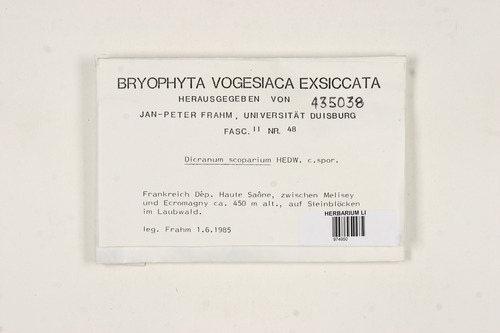 BRYOPHYTA VOGESIACA EXSICCATA
HERAUSGEGEBEN VON 435038
JAN-PETER FRAHM, UNIVERSITÄT DUISBURG
FASC. II NR. 48
Dicranum scoparium HEDW. c.spor.
Frankreich Dép. Haute Saône, zwischen Melisey
und Ecromagny ca. 450 m alt., auf Steinblöcken
im Laubwald.
HERBARIUM LI
leg. Frahm 1.6.1985
974950